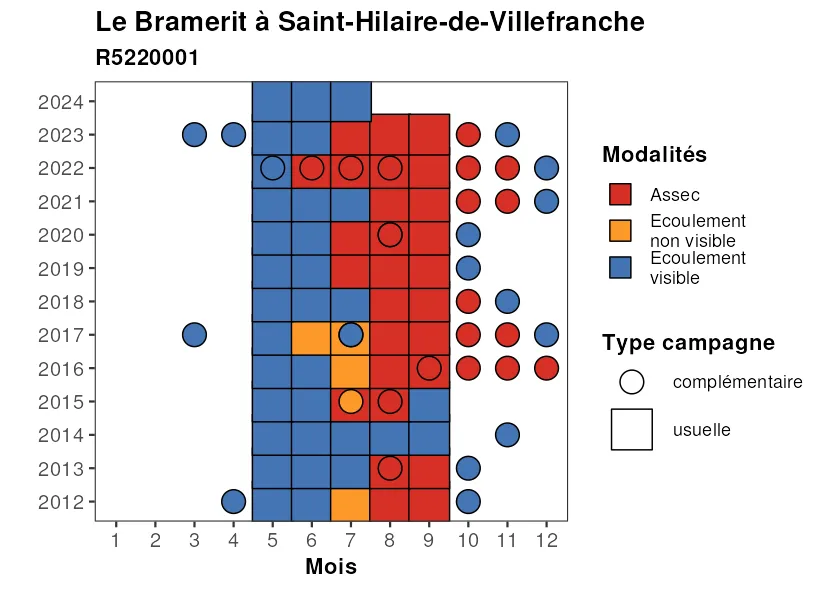 Le Bramerit à Saint-Hilaire-de-Villefranche
R5220001
2024
2023
2022
2021
2020
2019
2018
2017
2016
2015
2014
2013
2012
1 2 3 4 5 6 7 8 9 10 11 12
Mois
Modalités
Assec
Ecoulement
non visible
Ecoulement
visible
Type campagne
complémentaire
usuelle